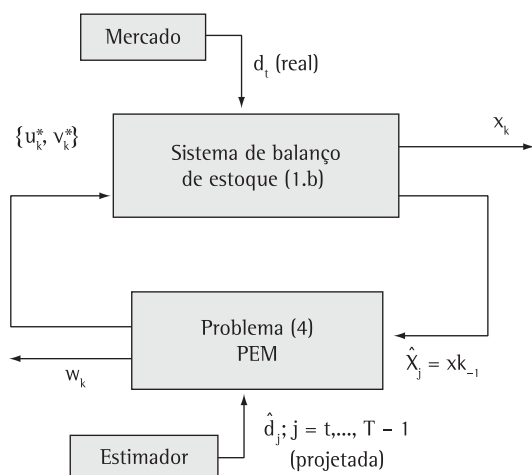 Mercado
d_t (real)
{u*_k, v*_k}
Sistema de balanço
de estoque (1.b)
x_k
Problema (4)
PEM
X̂_j = xk_-1
w_k
d̂_j; j = t,..., T – 1
(projetada)
Estimador